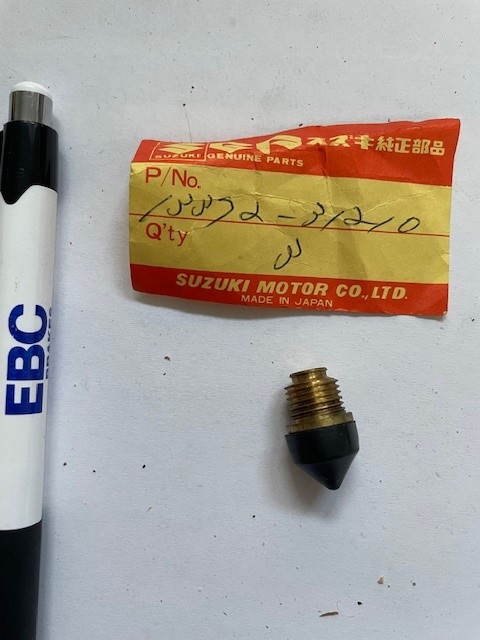 スズキ純正部品
SUZUKI GENUINE PARTS
P/No. 13372-31210
Q'ty 3
SUZUKI MOTOR CO.,LTD.
MADE IN JAPAN
EBC